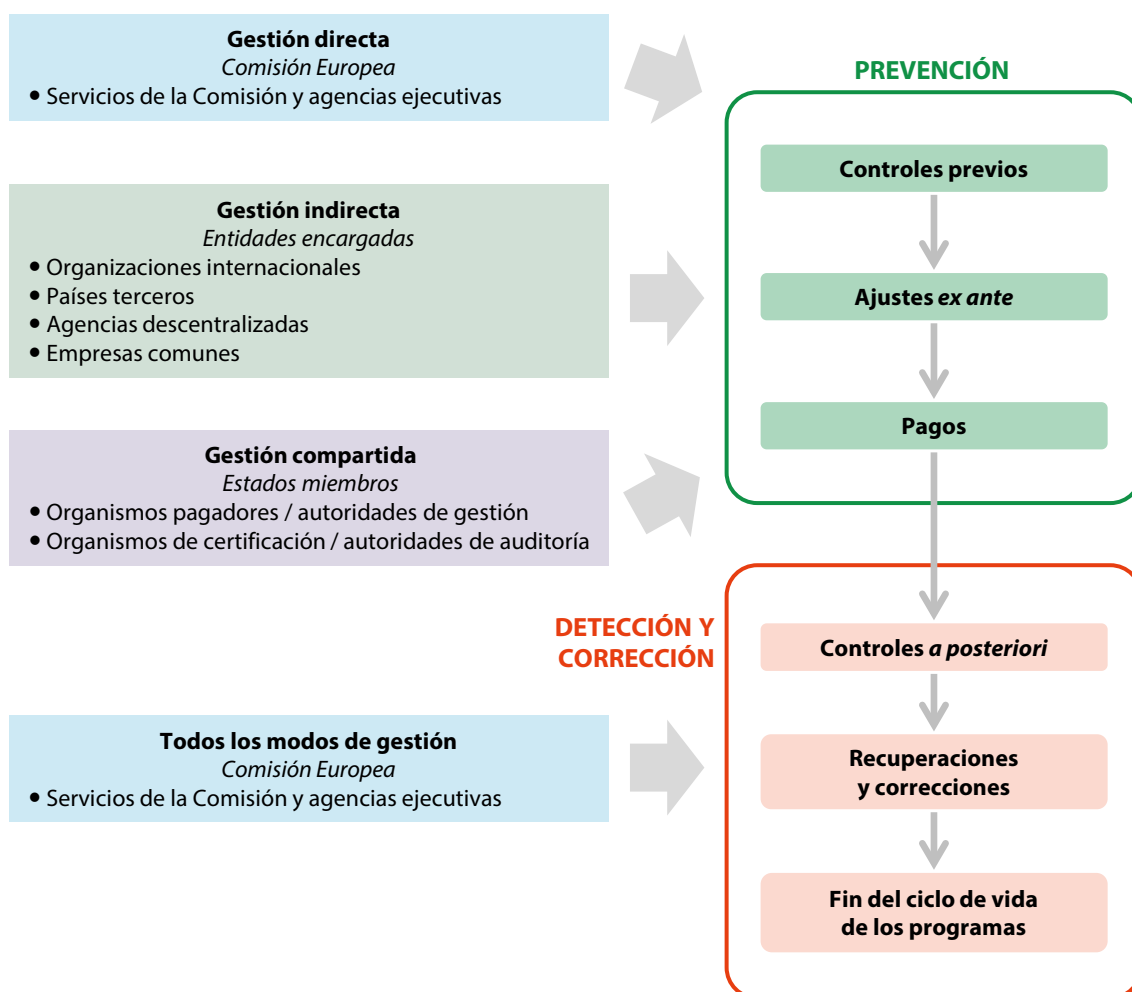 Gestión directa
Comisión Europea
• Servicios de la Comisión y agencias ejecutivas
Gestión indirecta
Entidades encargadas
• Organizaciones internacionales
• Países terceros
• Agencias descentralizadas
• Empresas comunes
Gestión compartida
Estados miembros
• Organismos pagadores / autoridades de gestión
• Organismos de certificación / autoridades de auditoría
Todos los modos de gestión
Comisión Europea
• Servicios de la Comisión y agencias ejecutivas
PREVENCIÓN
Controles previos
Ajustes ex ante
Pagos
DETECCIÓN Y
CORRECCIÓN
Controles a posteriori
Recuperaciones
y correcciones
Fin del ciclo de vida
de los programas